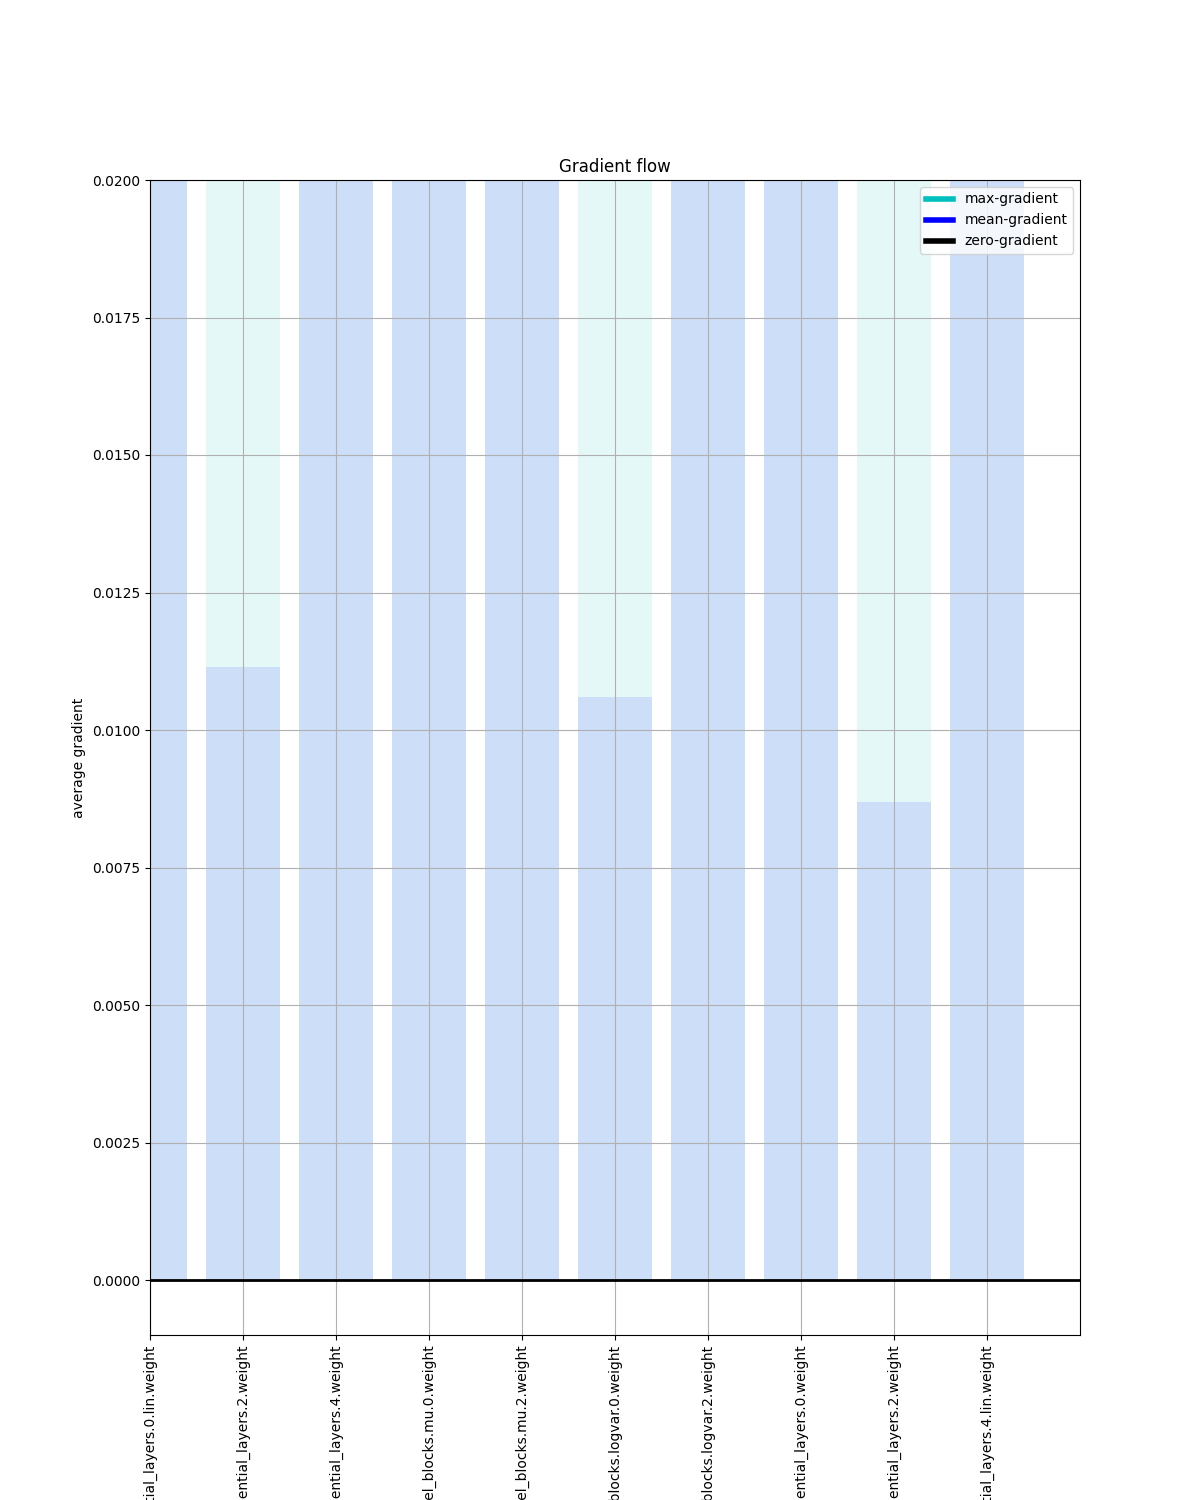 Gradient flow
max-gradient
mean-gradient
zero-gradient
0.0200
0.0175
0.0150
0.0125
0.0100
0.0075
0.0050
0.0025
0.0000
average gradient
tial_layers.0.lin.weight
ential_layers.2.weight
ential_layers.4.weight
el_blocks.mu.0.weight
el_blocks.mu.2.weight
blocks.logvar.0.weight
blocks.logvar.2.weight
ential_layers.0.weight
ential_layers.2.weight
tial_layers.4.lin.weight